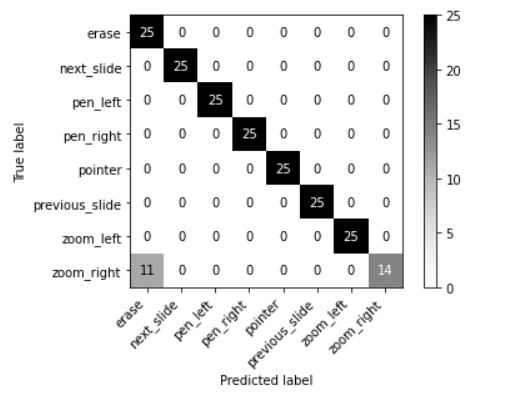 erase 25 0 0 0 0 0 0 0
next_slide 0 25 0 0 0 0 0 0
pen_left 0 0 25 0 0 0 0 0
pen_right 0 0 0 25 0 0 0 0
pointer 0 0 0 0 25 0 0 0
previous_slide 0 0 0 0 0 25 0 0
zoom_left 0 0 0 0 0 0 25 0
zoom_right 11 0 0 0 0 0 0 14
True label
erase next_slide pen_left pen_right pointer previous_slide zoom_left zoom_right
Predicted label
25
20
15
10
5
0